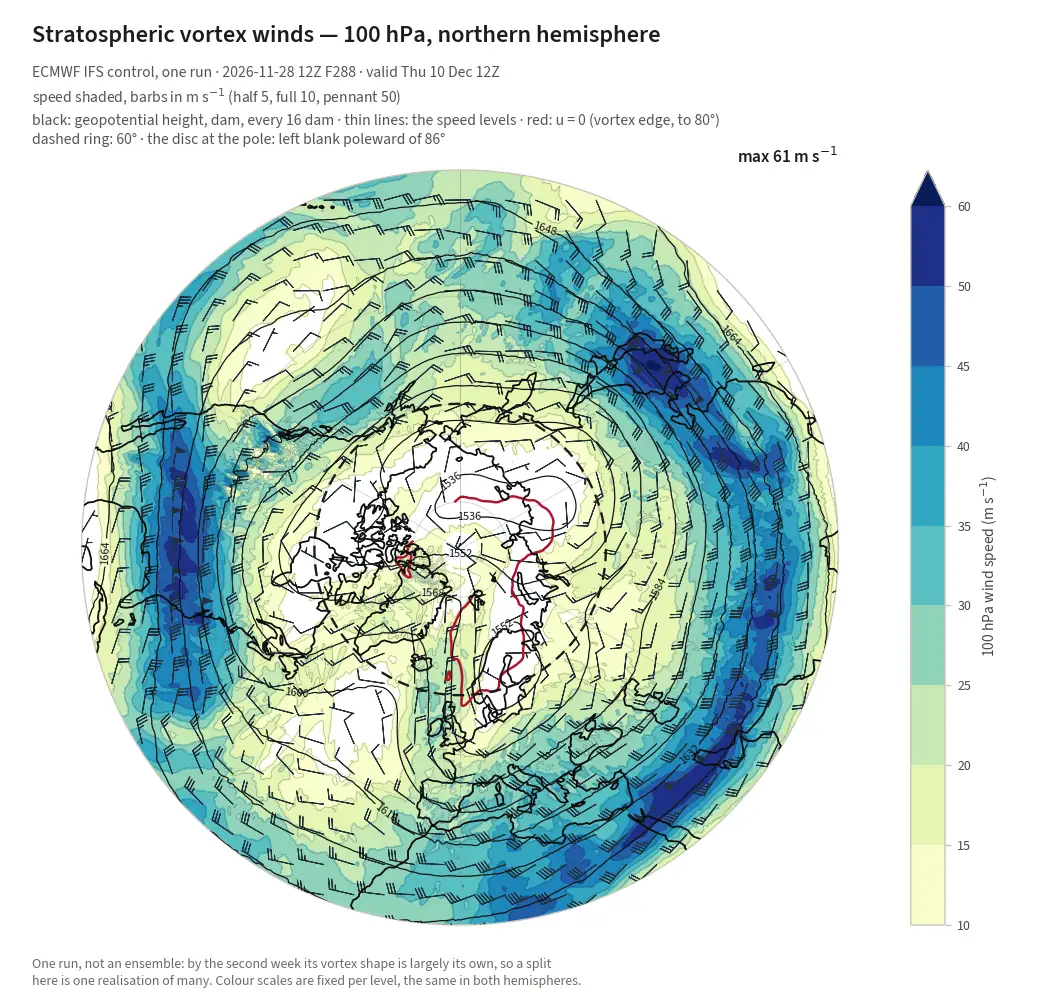 Stratospheric vortex winds — 100 hPa, northern hemisphere
ECMWF IFS control, one run · 2026-11-28 12Z F288 · valid Thu 10 Dec 12Z
speed shaded, barbs in m s⁻¹ (half 5, full 10, pennant 50)
black: geopotential height, dam, every 16 dam · thin lines: the speed levels · red: u = 0 (vortex edge, to 80°)
dashed ring: 60° · the disc at the pole: left blank poleward of 86°
max 61 m s⁻¹
1648
1664
1536
1536
1552
1664
1568
1584
1552
1600
1632
1616
60
50
45
40
35
30
25
20
15
10
100 hPa wind speed (m s⁻¹)
One run, not an ensemble: by the second week its vortex shape is largely its own, so a split
here is one realisation of many. Colour scales are fixed per level, the same in both hemispheres.